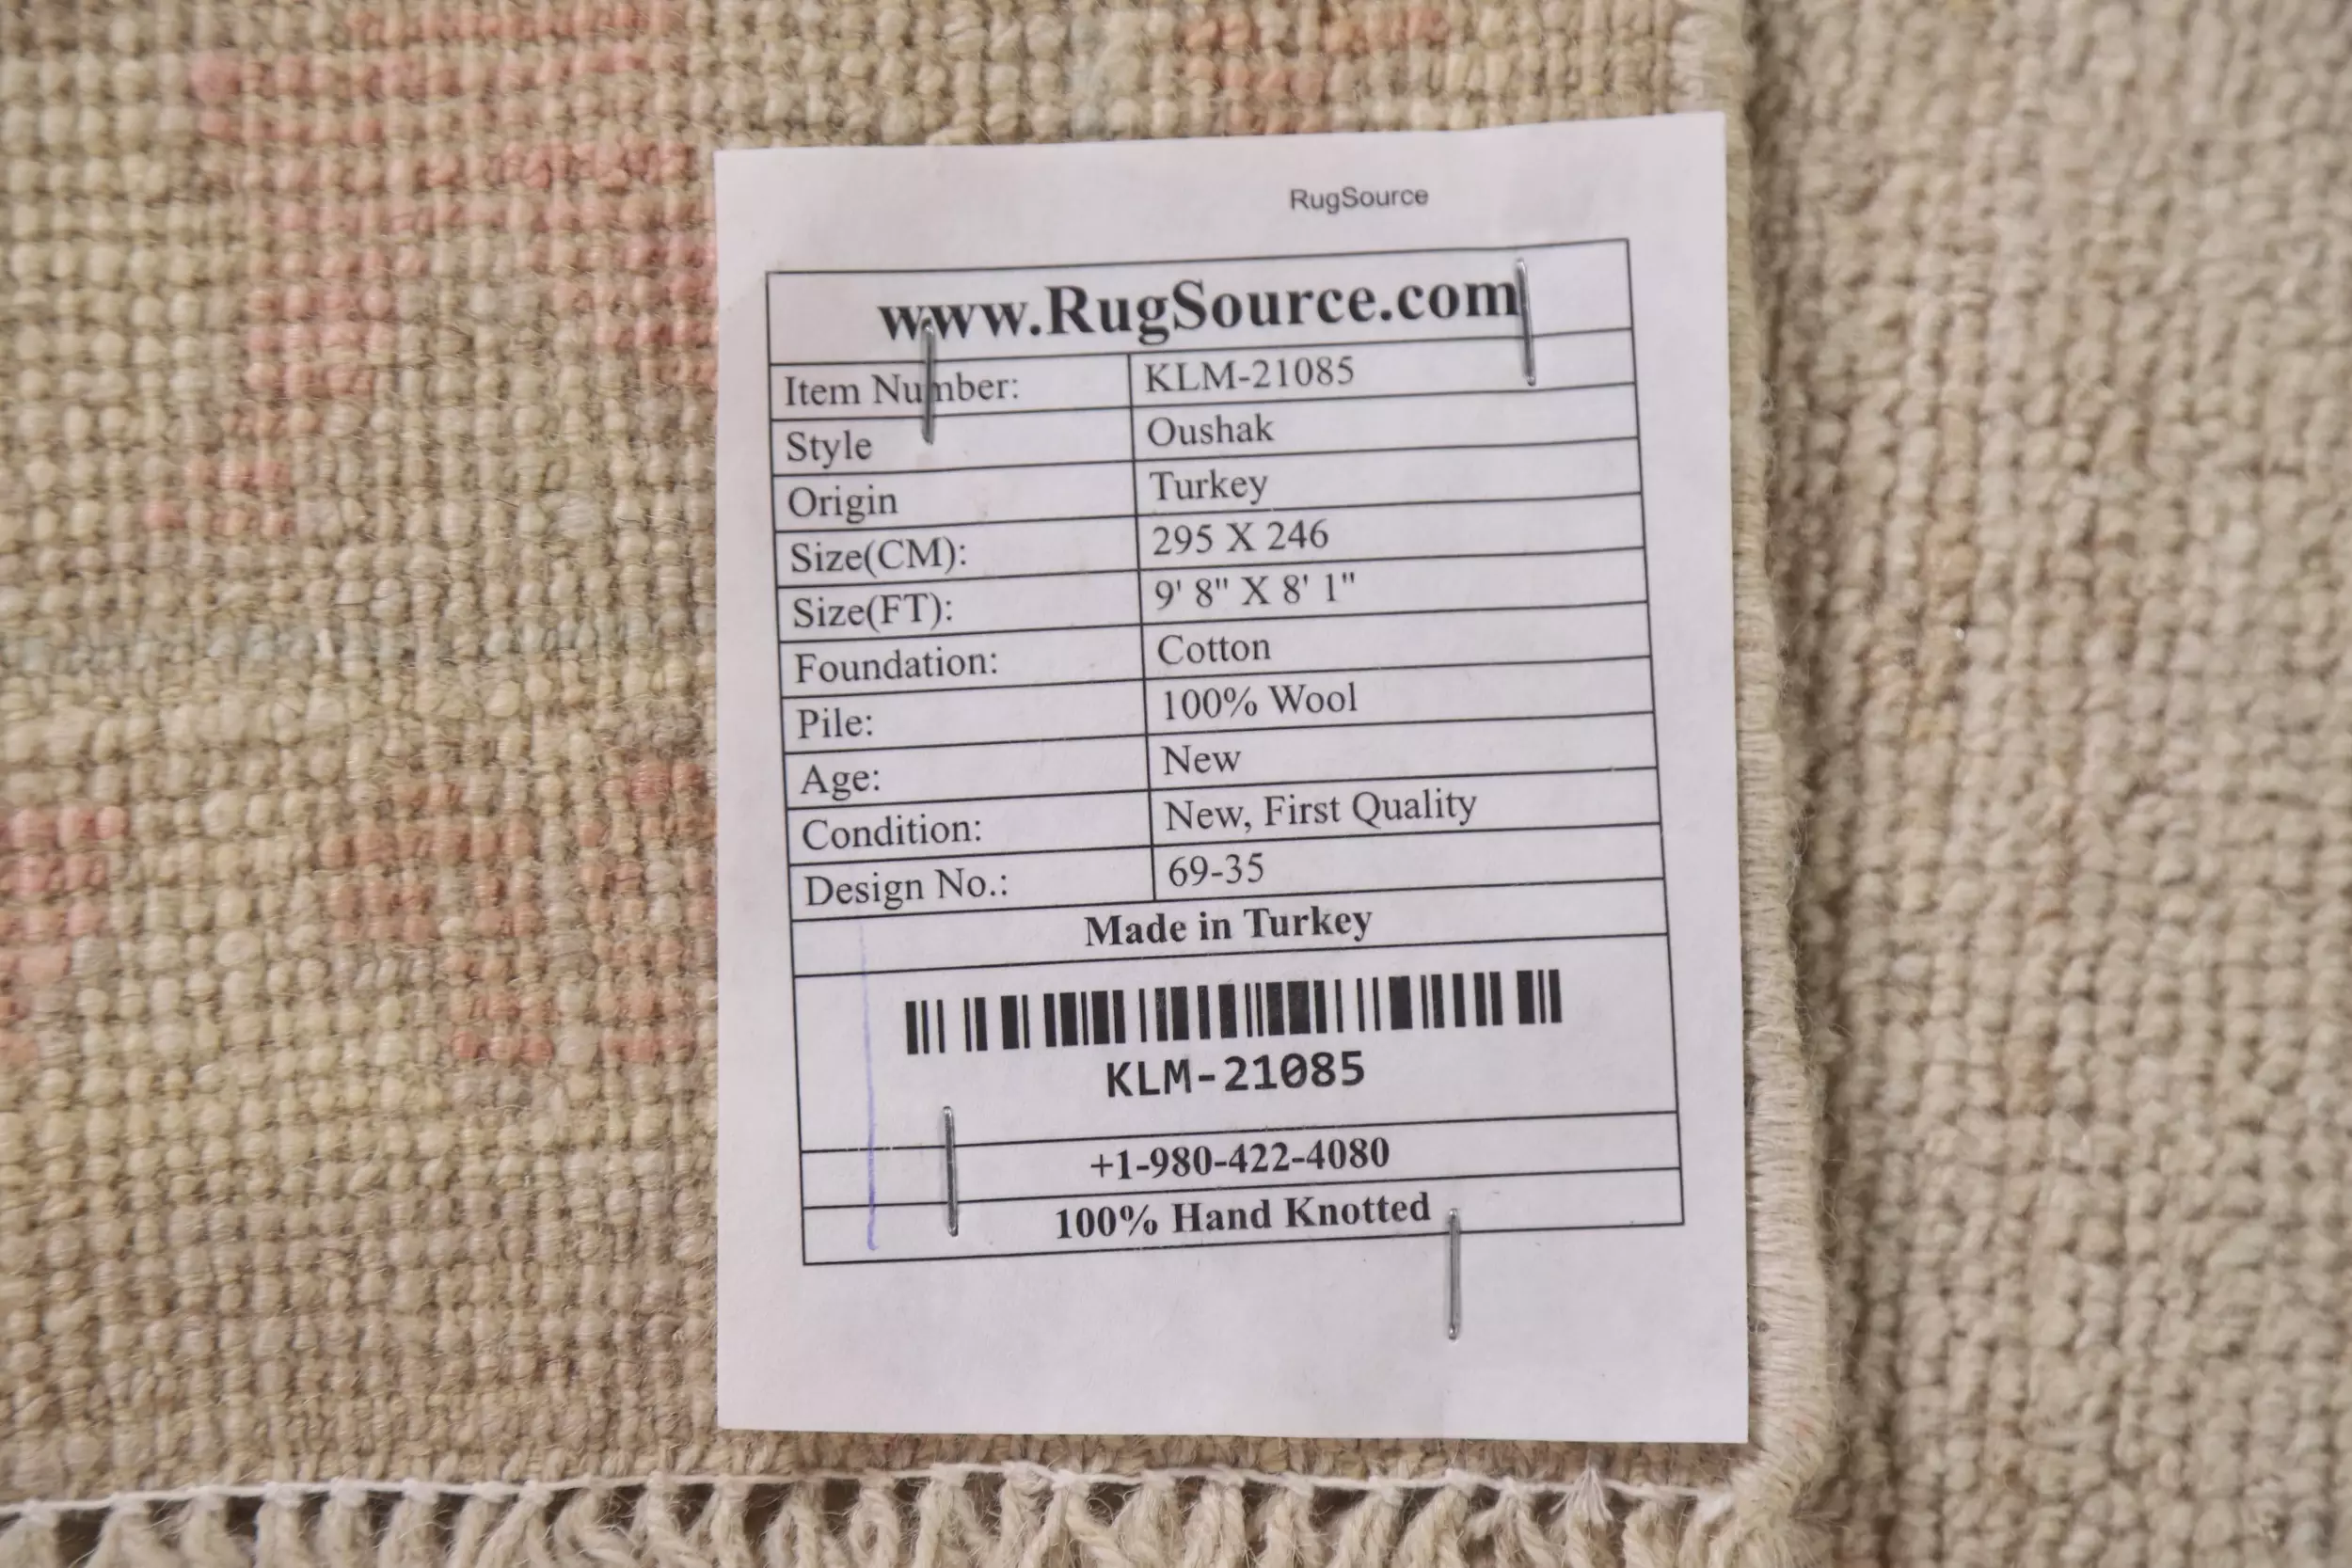 RugSource
www.RugSource.com
Item Number: KLM-21085
Style Oushak
Origin Turkey
Size(CM): 295 X 246
Size(FT): 9' 8" X 8' 1"
Foundation: Cotton
Pile: 100% Wool
Age: New
Condition: New, First Quality
Design No.: 69-35
Made in Turkey
KLM-21085
+1-980-422-4080
100% Hand Knotted